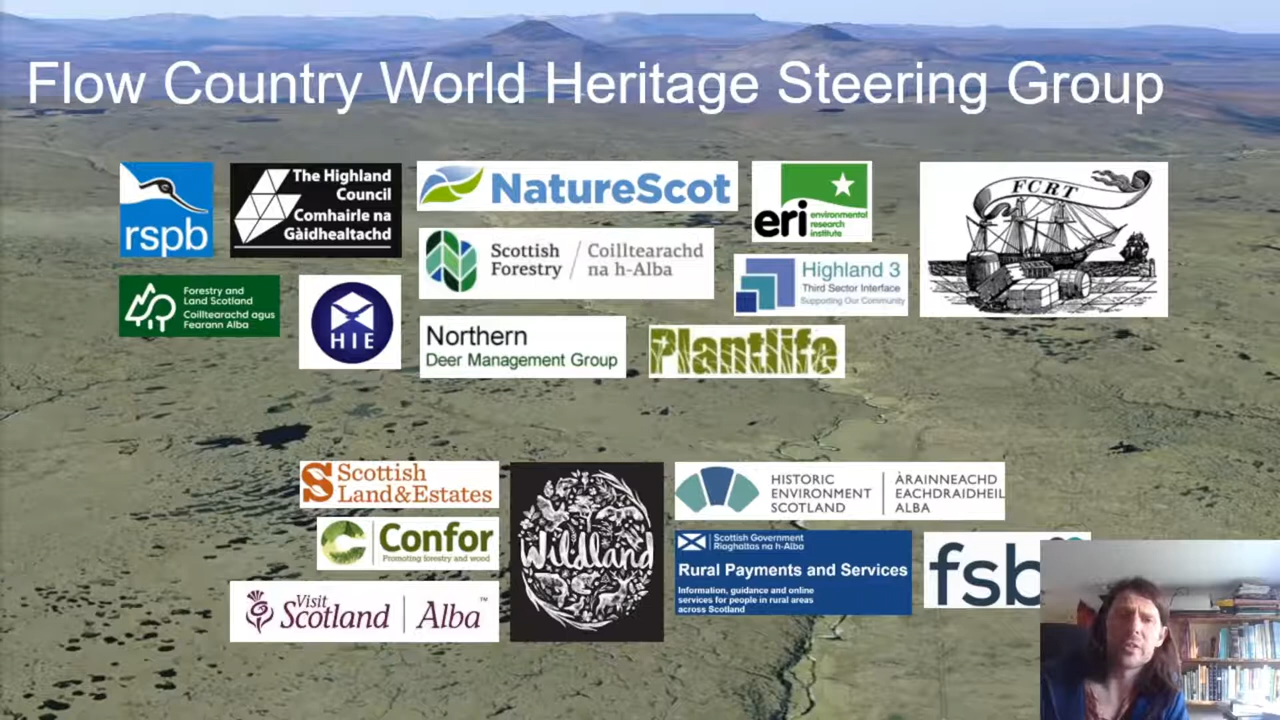 Flow Country World Heritage Steering Group
rspb
The Highland
Council
Comhairle na
Gàidhealtachd
NatureScot
eri
environmental
research
institute
FCRT
Scottish
Forestry
Coilltearachd
na h-Alba
Highland 3
Third Sector Interface
Supporting Our Community
Forestry and
Land Scotland
Coilltearachd agus
Fearann Alba
HIE
Northern
Deer Management Group
Plantlife
Scottish
Land&Estates
Confor
Promoting forestry and wood
Visit
Scotland | Alba™
Wildland
HISTORIC
ENVIRONMENT
SCOTLAND
ÀRAINNEACHD
EACHDRAIDHEIL
ALBA
Scottish Government
Riaghaltas na h-Alba
Rural Payments and Services
Information, guidance and online
services for people in rural areas
across Scotland
fsb